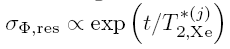 σ_{Φ,res} ∝ exp(t/T_{2,Xe}^{*(j)})